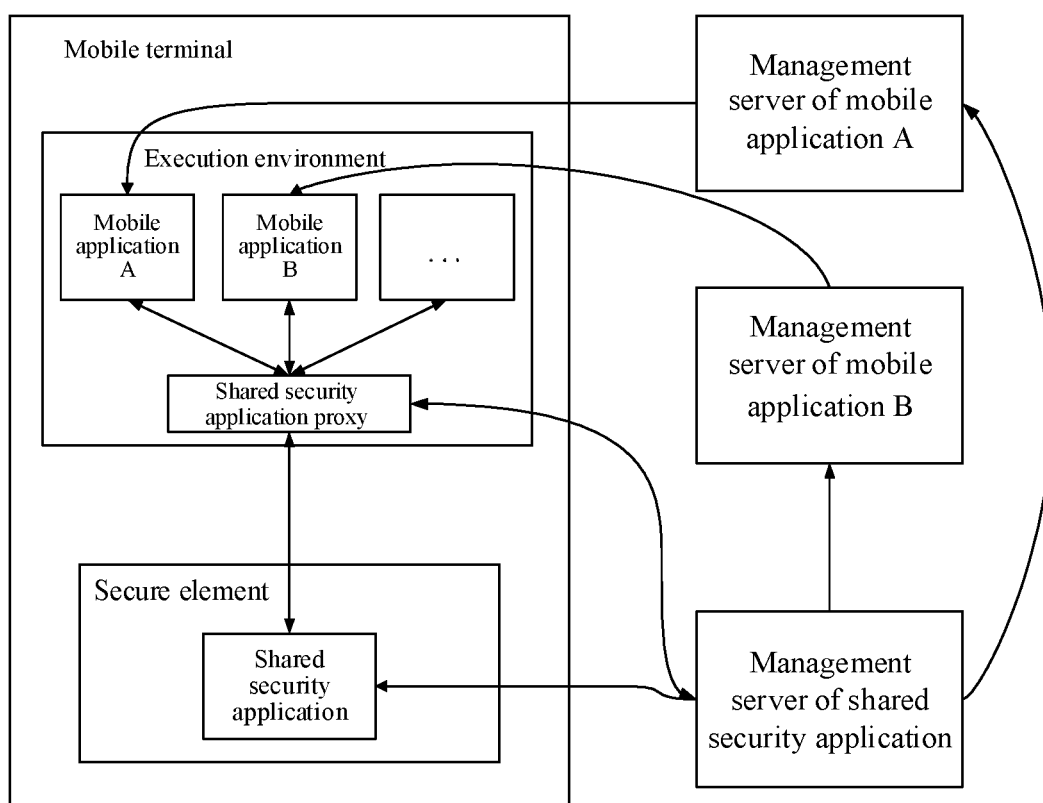 Mobile terminal
Management
server of mobile
application A
Execution environment
Mobile
application
A
Mobile
application
B
...
Management
server of mobile
application B
Shared security
application proxy
Secure element
Shared
security
application
Management
server of shared
security application